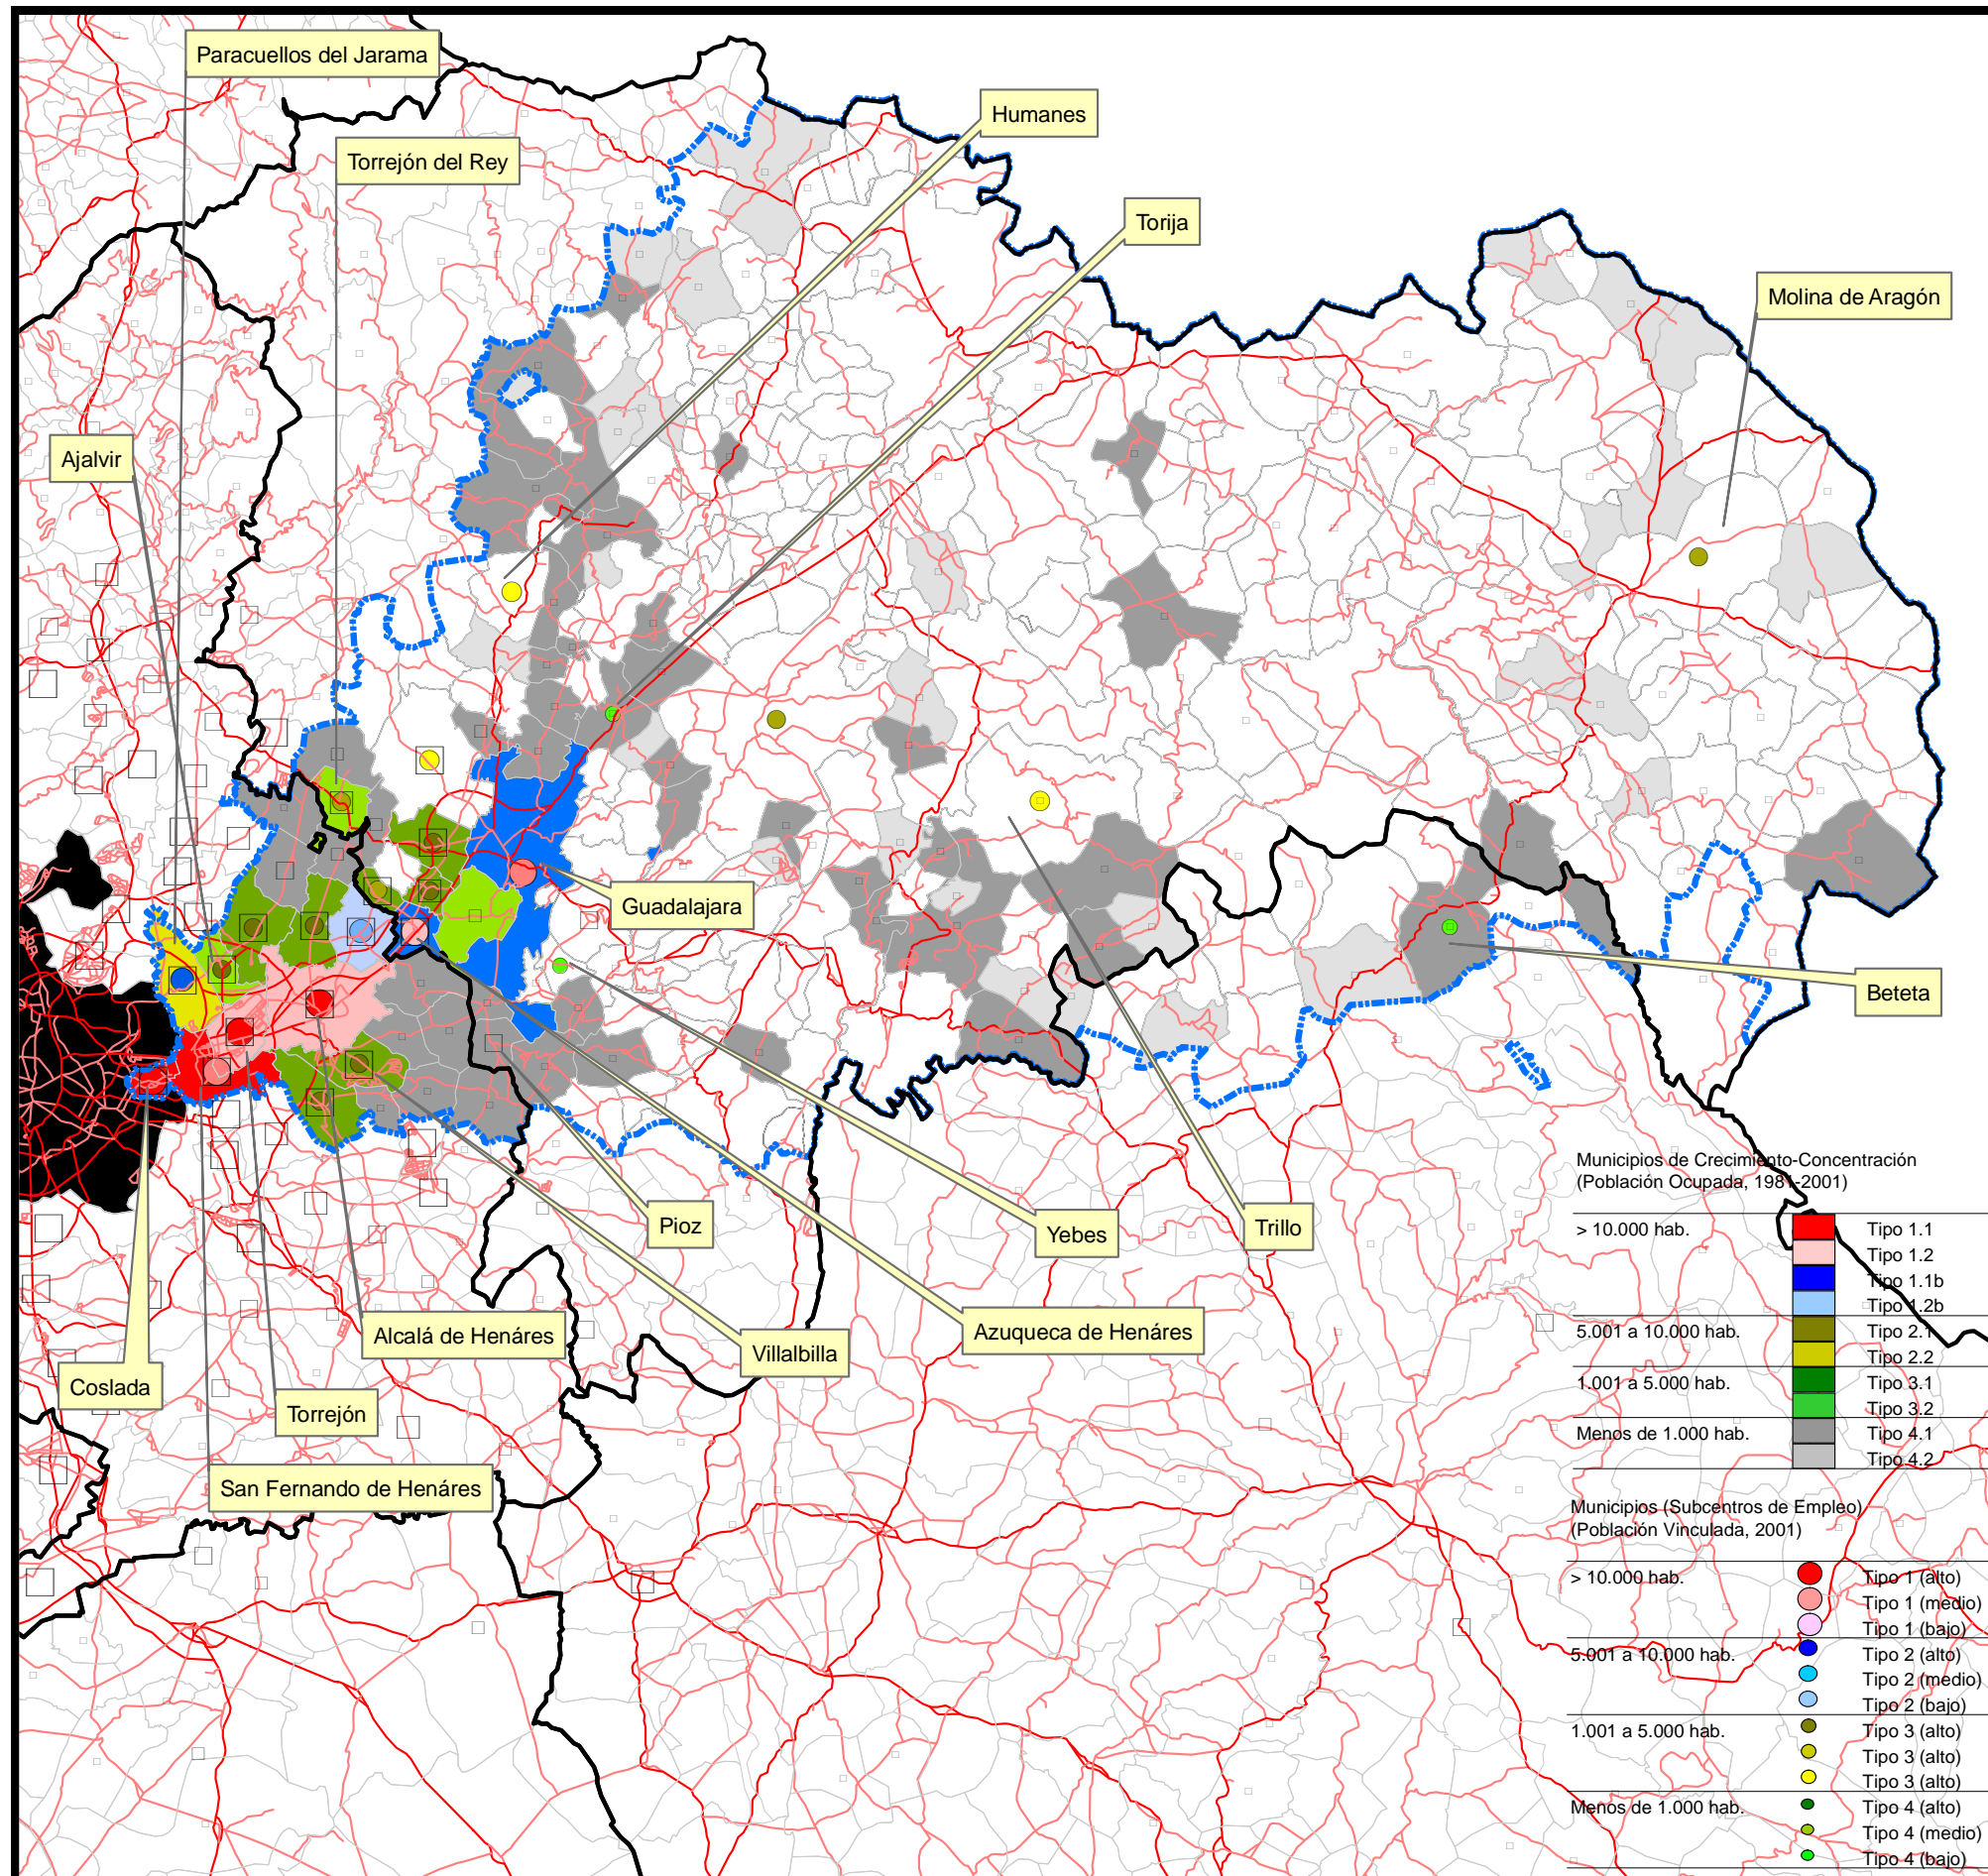 Paracuellos del Jarama
Humanes
Torrejón del Rey
Torija
Molina de Aragón
Ajalvir
Guadalajara
Beteta
Pioz
Yebes
Trillo
Alcalá de Henáres
Villalbilla
Azuqueca de Henáres
Coslada
Torrejón
San Fernando de Henáres
Municipios de Crecimiento-Concentración
(Población Ocupada, 1981-2001)
> 10.000 hab.
Tipo 1.1
Tipo 1.2
Tipo 1.1b
Tipo 1.2b
5.001 a 10.000 hab.
Tipo 2.1
Tipo 2.2
1.001 a 5.000 hab.
Tipo 3.1
Tipo 3.2
Menos de 1.000 hab.
Tipo 4.1
Tipo 4.2
Municipios (Subcentros de Empleo)
(Población Vinculada, 2001)
> 10.000 hab.
Tipo 1 (alto)
Tipo 1 (medio)
Tipo 1 (bajo)
5.001 a 10.000 hab.
Tipo 2 (alto)
Tipo 2 (medio)
Tipo 2 (bajo)
1.001 a 5.000 hab.
Tipo 3 (alto)
Tipo 3 (alto)
Tipo 3 (alto)
Menos de 1.000 hab.
Tipo 4 (alto)
Tipo 4 (medio)
Tipo 4 (bajo)